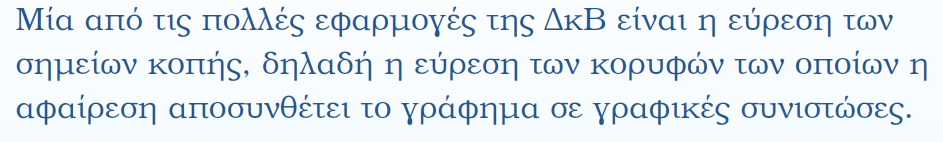 Μία από τις πολλές εφαρμογές της ΔκΒ είναι η εύρεση των
σημείων κοπής, δηλαδή η εύρεση των κορυφών των οποίων η
αφαίρεση αποσυνθέτει το γράφημα σε γραφικές συνιστώσες.